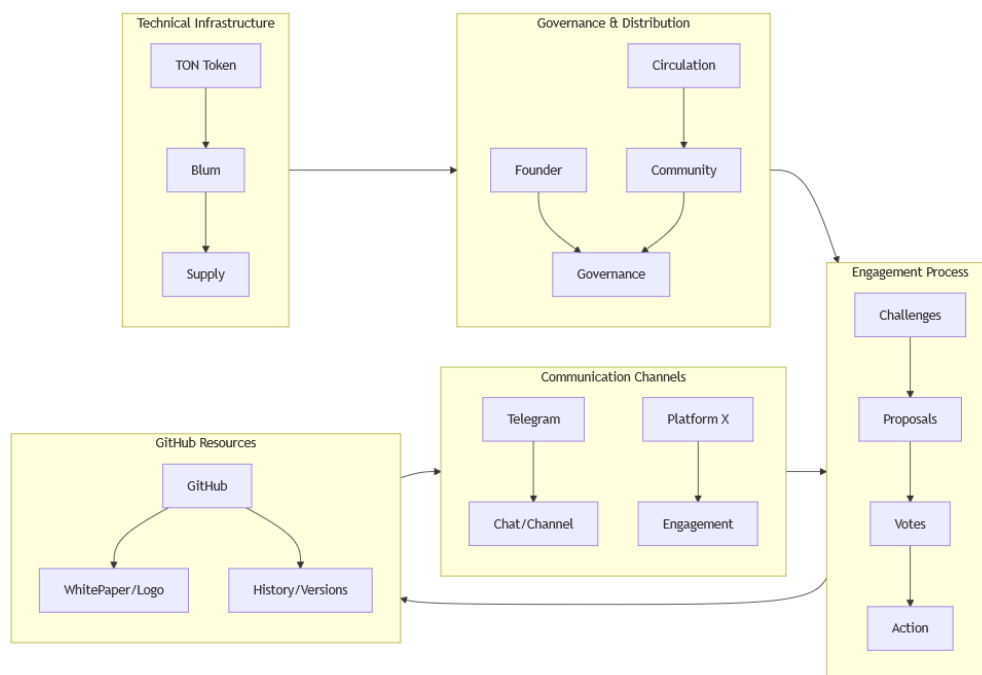 Technical Infrastructure
TON Token
Blum
Supply
Governance & Distribution
Circulation
Founder
Community
Governance
Engagement Process
Challenges
Proposals
Votes
Action
Communication Channels
Telegram
Platform X
Chat/Channel
Engagement
GitHub Resources
GitHub
WhitePaper/Logo
History/Versions